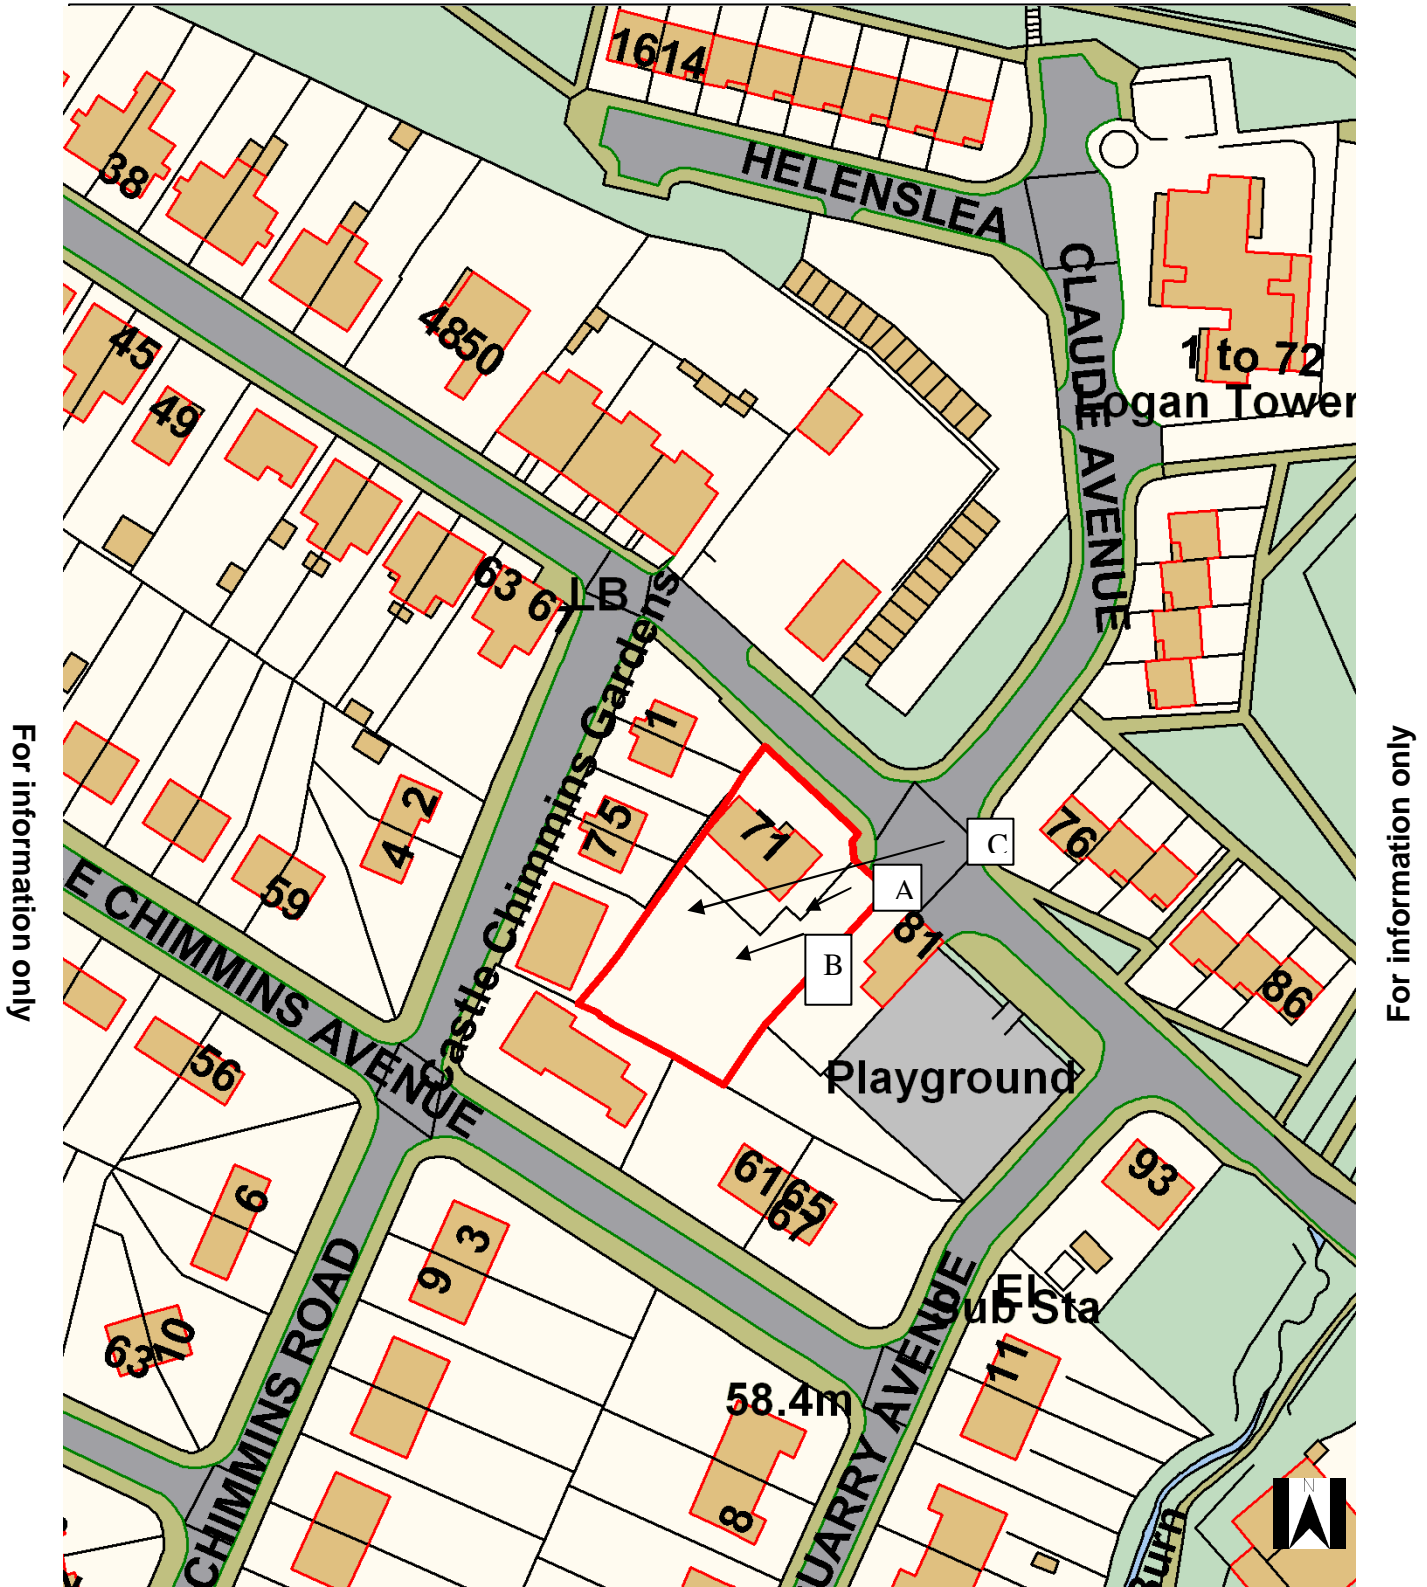 1614
HELENSLEA
38
CLAUDE AVENUE
4850
1 to 72
ogan Tower
45
49
63 67
LB
Castle Chimmins Gardens
1
2
4
75
71
C
76
A
81
B
59
86
E CHIMMINS AVENUE
56
Playground
6
6165
67
93
3
9
El
Sub Sta
63
10
CHIMMINS ROAD
11
58.4m
UARRY AVENUE
8
Burn
N
For information only
For information only